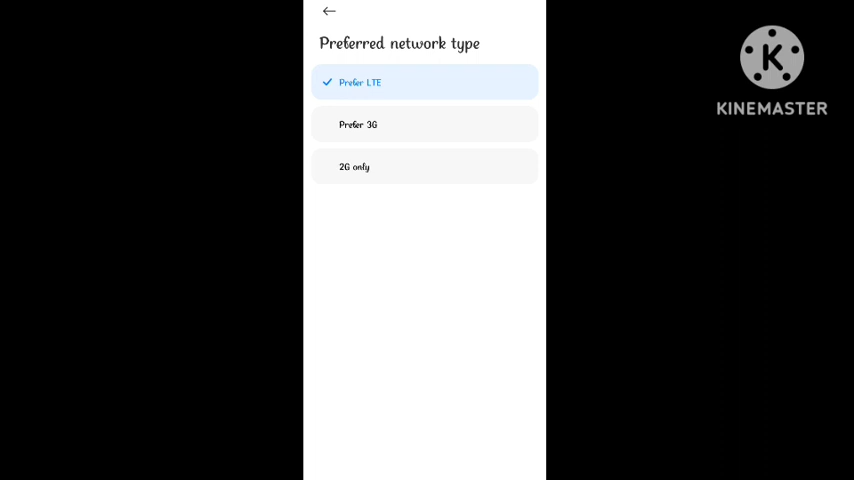 Preferred network type
Prefer LTE
Prefer 3G
2G only
KINEMASTER